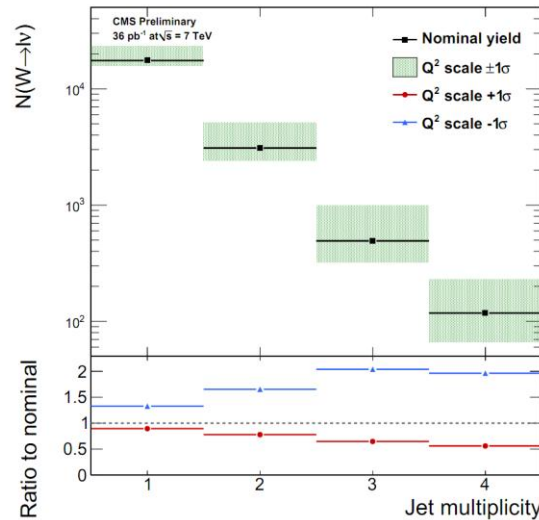 CMS Preliminary
36 pb⁻¹ at √s = 7 TeV
Nominal yield
Q² scale ±1σ
Q² scale +1σ
Q² scale -1σ
N(W→lν)
10⁴
10³
10²
Ratio to nominal
2
1.5
1
0.5
0
1 2 3 4
Jet multiplicity